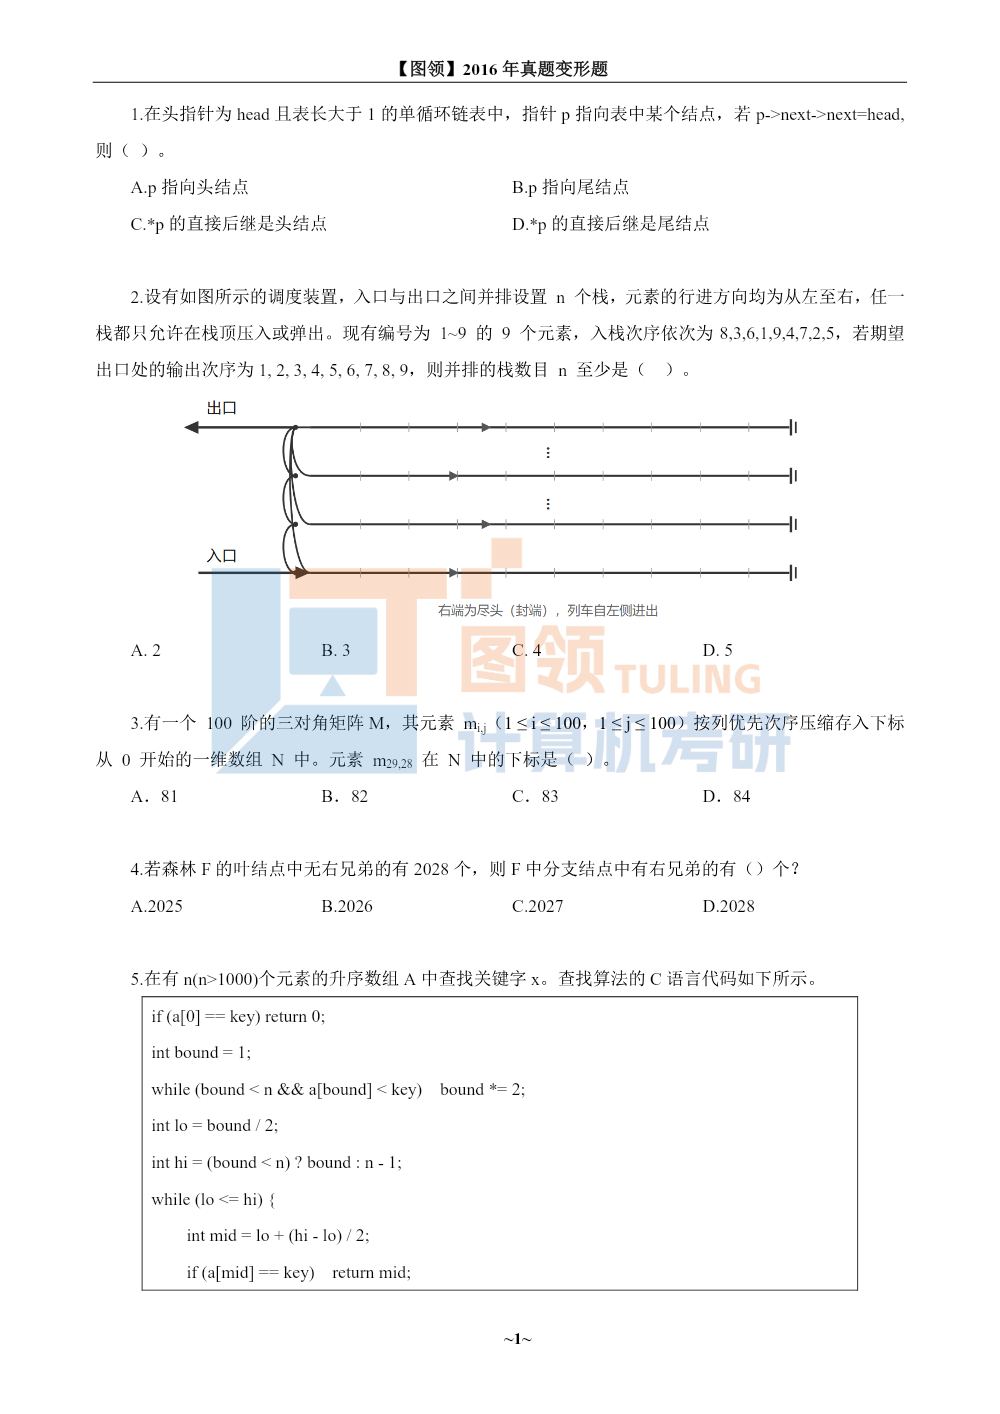 【图领】2016 年真题变形题
1.在头指针为 head 且表长大于 1 的单循环链表中，指针 p 指向表中某个结点，若 p->next->next=head,
则（ ）。
A.p 指向头结点 B.p 指向尾结点
C.*p 的直接后继是头结点 D.*p 的直接后继是尾结点
2.设有如图所示的调度装置，入口与出口之间并排设置 n 个栈，元素的行进方向均为从左至右，任一
栈都只允许在栈顶压入或弹出。现有编号为 1~9 的 9 个元素，入栈次序依次为 8,3,6,1,9,4,7,2,5，若期望
出口处的输出次序为 1, 2, 3, 4, 5, 6, 7, 8, 9，则并排的栈数目 n 至少是（ ）。
出口
⋮
⋮
入口
右端为尽头（封端），列车自左侧进出
A. 2 B. 3 C. 4 D. 5
图领 TULING
计算机考研
3.有一个 100 阶的三对角矩阵 M，其元素 mi,j（1 ≤ i ≤ 100，1 ≤ j ≤ 100）按列优先次序压缩存入下标
从 0 开始的一维数组 N 中。元素 m29,28 在 N 中的下标是（ ）。
A．81 B．82 C．83 D．84
4.若森林 F 的叶结点中无右兄弟的有 2028 个，则 F 中分支结点中有右兄弟的有（）个？
A.2025 B.2026 C.2027 D.2028
5.在有 n(n>1000)个元素的升序数组 A 中查找关键字 x。查找算法的 C 语言代码如下所示。
if (a[0] == key) return 0;
int bound = 1;
while (bound < n && a[bound] < key) bound *= 2;
int lo = bound / 2;
int hi = (bound < n) ? bound : n - 1;
while (lo <= hi) {
int mid = lo + (hi - lo) / 2;
if (a[mid] == key) return mid;
~1~